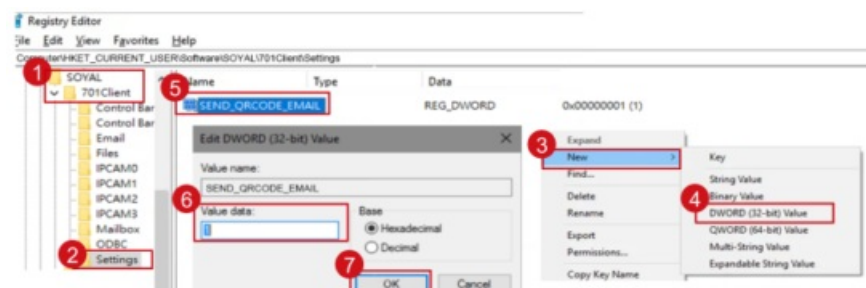 Registry Editor
File Edit View Favorites Help
Computer\HKET_CURRENT_USER\Software\SOYAL\701Client\Settings
1
SOYAL
701Client
Control Bar
Control Bar
Email
Files
IPCAM0
IPCAM1
IPCAM2
IPCAM3
Mailbox
ODBC
2
Settings
Name Type Data
5
SEND_QRCODE_EMAIL REG_DWORD 0x00000001 (1)
Edit DWORD (32-bit) Value
Value name:
SEND_QRCODE_EMAIL
6
Value data:
1
Base
Hexadecimal
Decimal
7
OK Cancel
Expand
3
New
Find...
Delete
Rename
Export
Permissions...
Copy Key Name
Key
String Value
4
Binary Value
DWORD (32-bit) Value
QWORD (64-bit) Value
Multi-String Value
Expandable String Value